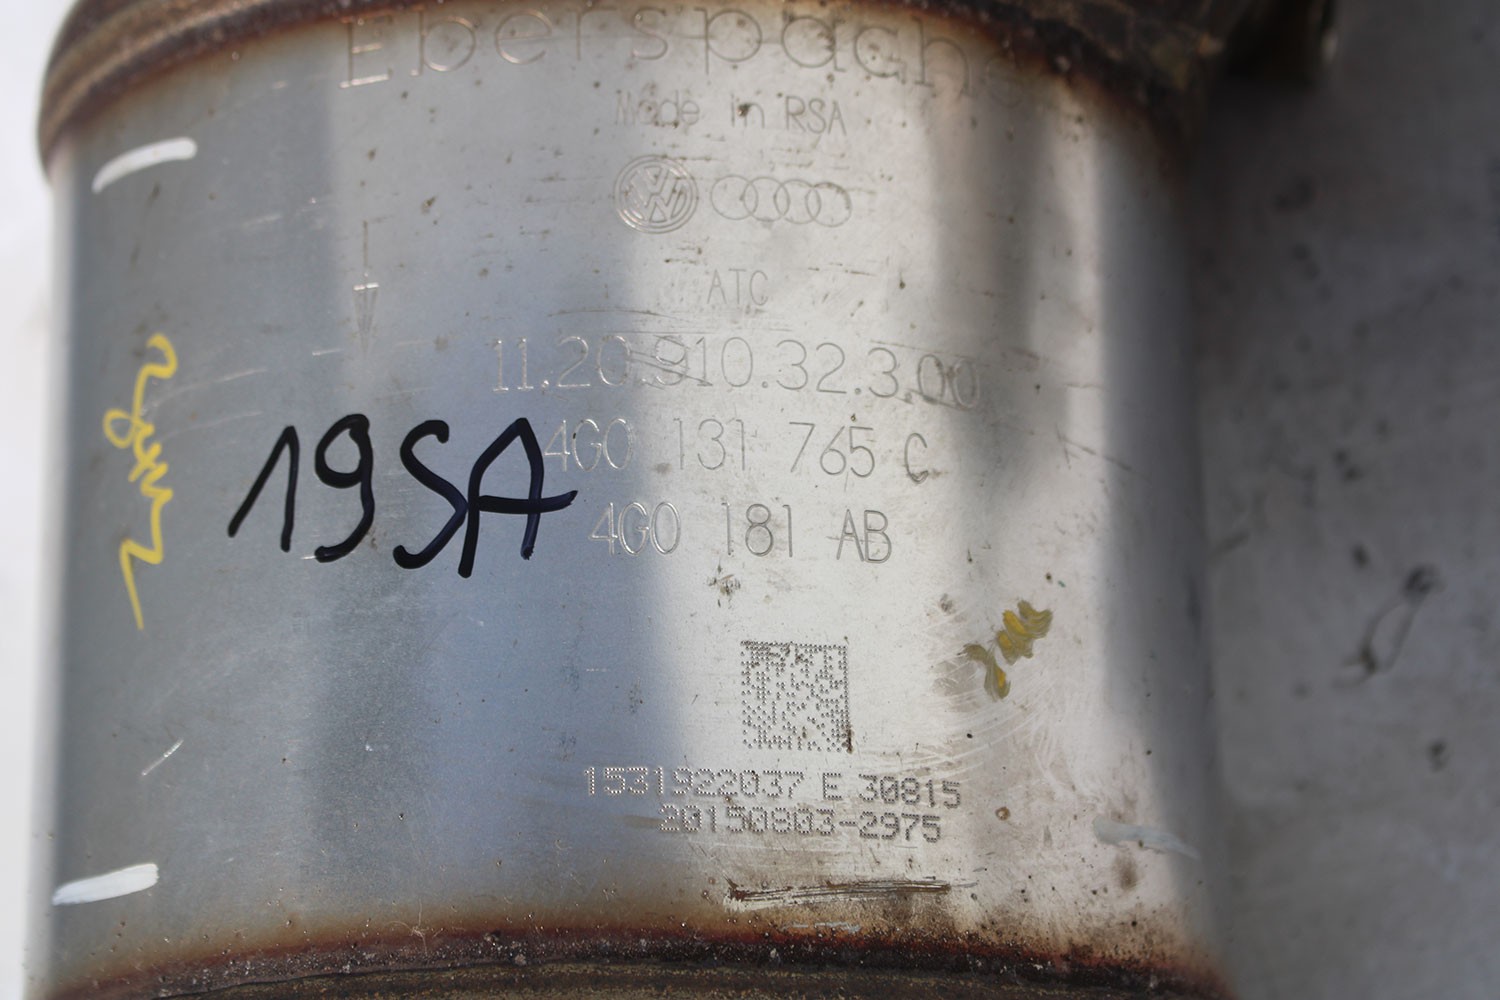 Eberspächer
Made in RSA
ATC
11.20.910.32.3.00
4G0 131 765 C
19SA
4G0 181 AB
1531922037 E 30815
20150803-2975